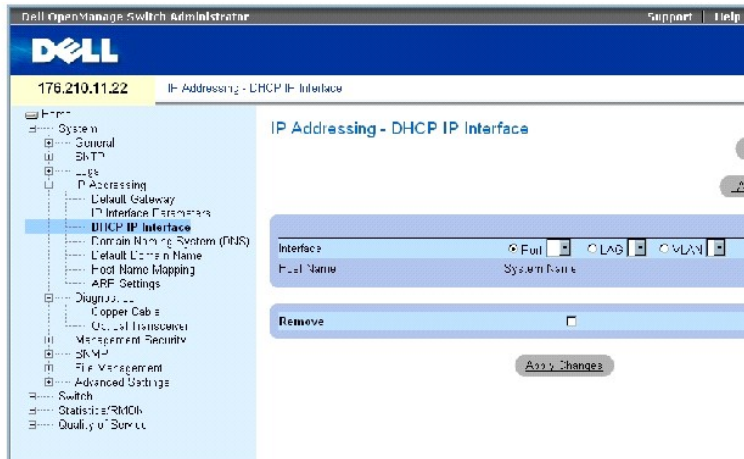 Dell OpenManage Switch Administrator
Support Help
DELL
176.210.11.22
IP Addressing - DHCP IP Interface
Home
System
General
SNTP
Logs
IP Addressing
Default Gateway
IP Interface Parameters
DHCP IP Interface
Domain Naming System (DNS)
Default Domain Name
Host Name Mapping
ARP Settings
Diagnostics
Copper Cable
Optical Transceiver
Management Security
SNMP
File Management
Advanced Settings
Switch
Statistics/RMON
Quality of Service
IP Addressing - DHCP IP Interface
Interface Port LAG VLAN
Host Name System Name
Remove
Apply Changes